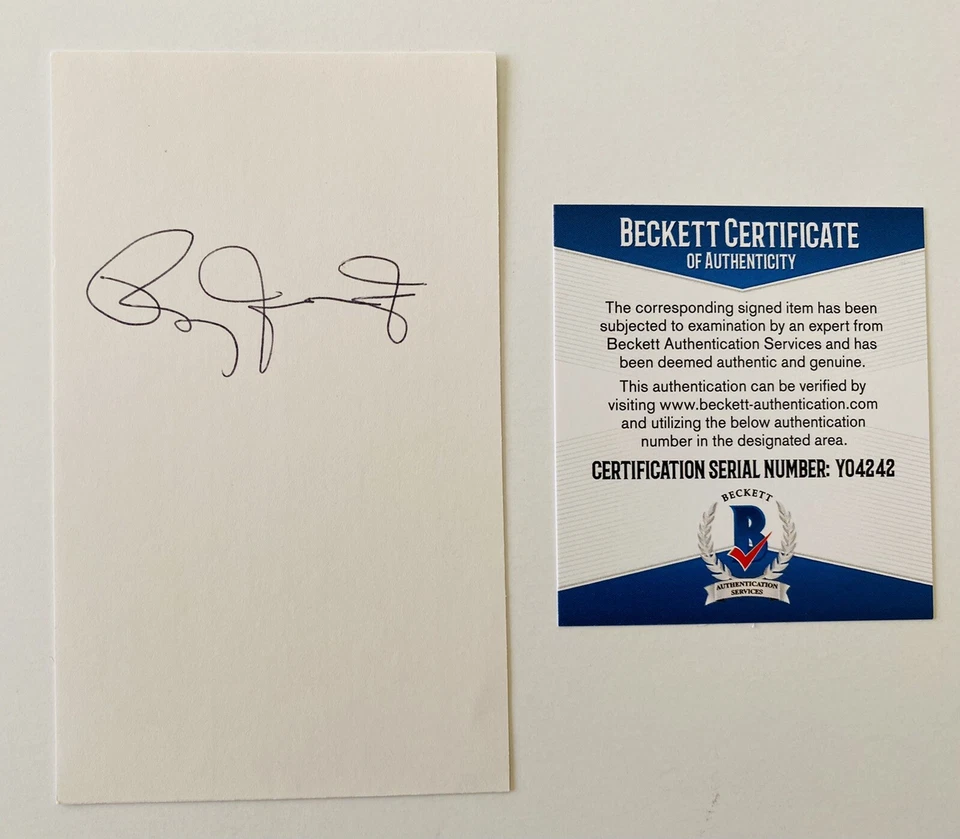 BECKETT CERTIFICATE
OF AUTHENTICITY
The corresponding signed item has been
subjected to examination by an expert from
Beckett Authentication Services and has
been deemed authentic and genuine.
This authentication can be verified by
visiting www.beckett-authentication.com
and utilizing the below authentication
number in the designated area.
CERTIFICATION SERIAL NUMBER: Y04242
BECKETT
B
AUTHENTICATION
SERVICES